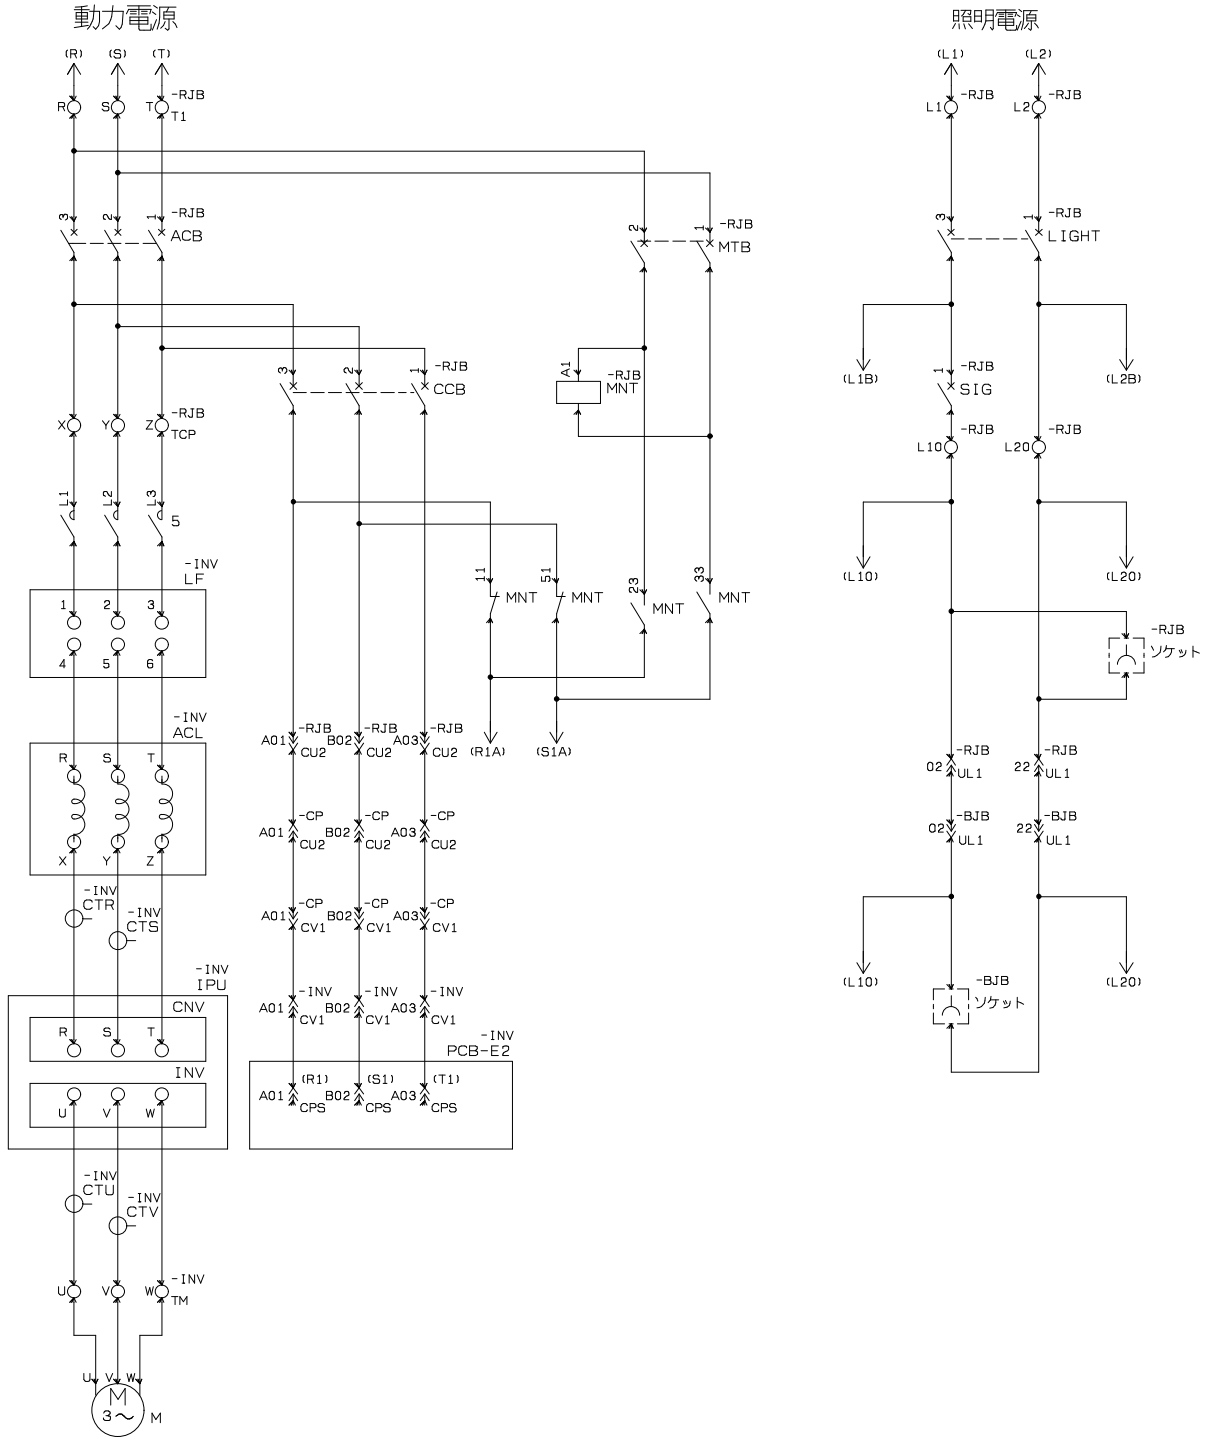 動力電源 照明電源
(R) (S) (T) (L1) (L2)
-RJB -RJB -RJB
R S T L1 L2
T1
3 2 1 -RJB 3 1 -RJB
ACB LIGHT
2 1 -RJB
MTB
3 2 1 -RJB A1 -RJB 1 -RJB
CCB MNT SIG
(L1B) (L2B)
X Y Z -RJB -RJB -RJB
TCP L10 L20
L1 L2 L3
5
-INV
LF
11 51 23 33
MNT MNT MNT MNT
(L10) (L20)
1 2 3
4 5 6
-RJB
ソケット
-INV
ACL
-RJB -RJB -RJB
A01 B02 A03
CU2 CU2 CU2
(R1A) (S1A)
-RJB -RJB
02 22
UL1 UL1
R S T
X Y Z
-CP -CP -CP
A01 B02 A03
CU2 CU2 CU2
-BJB -BJB
02 22
UL1 UL1
-INV
CTR
-INV
CTS
-CP -CP -CP
A01 B02 A03
CV1 CV1 CV1
(L10) (L20)
-INV
IPU
-INV -INV -INV
A01 B02 A03
CV1 CV1 CV1
-BJB
ソケット
CNV
R S T
INV
U V W
-INV
PCB-E2
(R1) (S1) (T1)
A01 B02 A03
CPS CPS CPS
-INV
CTU
-INV
CTV
-INV
U V W
TM
U V W
M
3～
M